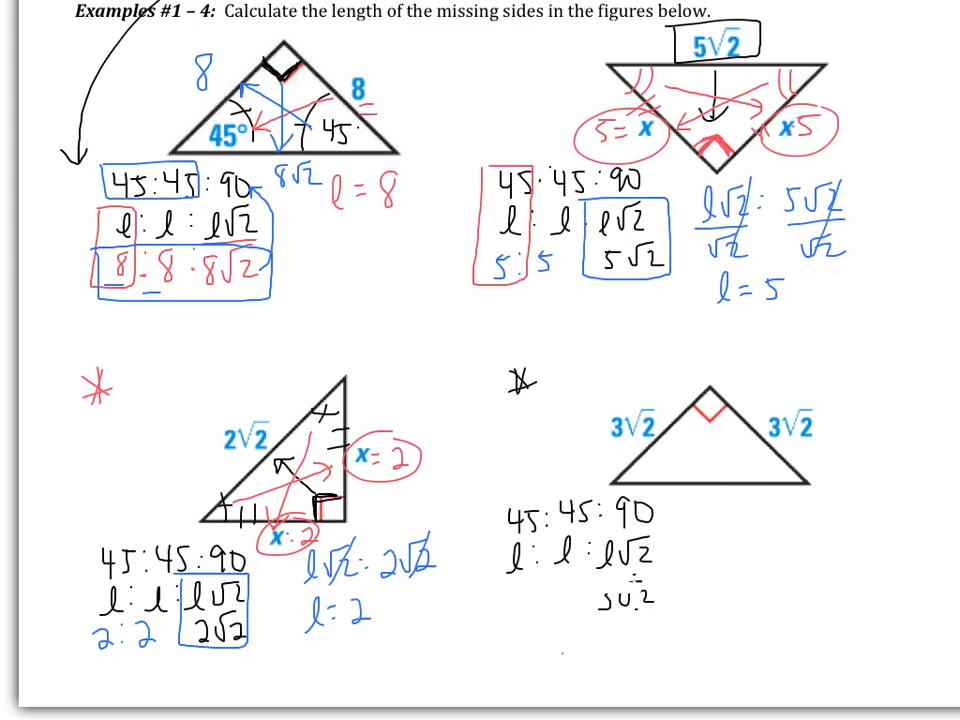 Examples #1 – 4: Calculate the length of the missing sides in the figures below.
8
8
45°
45
8√2
l = 8
45 : 45 : 90
l : l : l√2
8 : 8 : 8√2
5√2
5 = x
x 5
45 : 45 : 90
l : l l√2
5 : 5 5√2
l√2 : 5√2
√2 √2
l = 5
2√2
x = 2
x : 2
45 : 45 : 90
l : l : l√2
2 : 2 2√2
l√2 : 2√2
l = 2
3√2
3√2
45 : 45 : 90
l : l : l√2